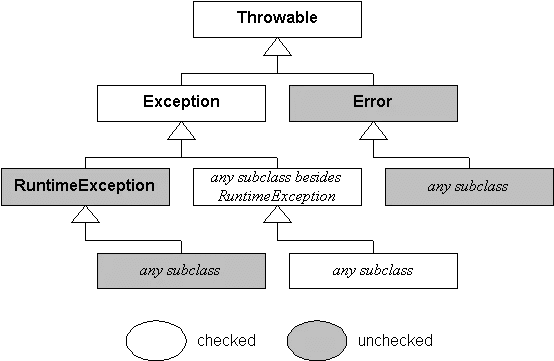 Throwable
Exception
Error
RuntimeException
any subclass besides
RuntimeException
any subclass
any subclass
any subclass
checked
unchecked